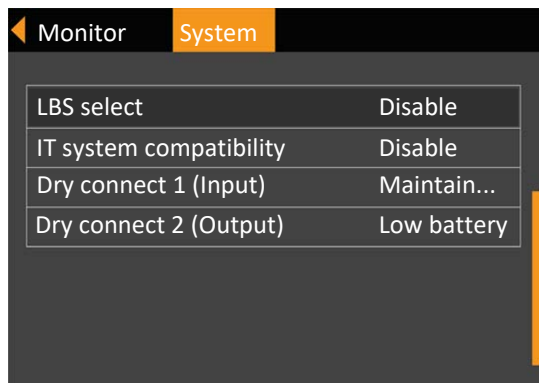 Monitor System
LBS select Disable
IT system compatibility Disable
Dry connect 1 (Input) Maintain...
Dry connect 2 (Output) Low battery